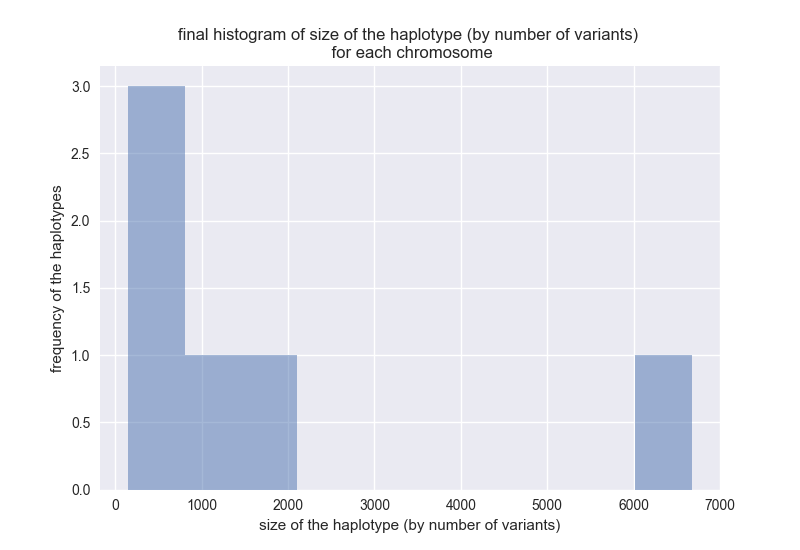 final histogram of size of the haplotype (by number of variants)
for each chromosome
3.0
2.5
2.0
1.5
1.0
0.5
0.0
frequency of the haplotypes
0 1000 2000 3000 4000 5000 6000 7000
size of the haplotype (by number of variants)